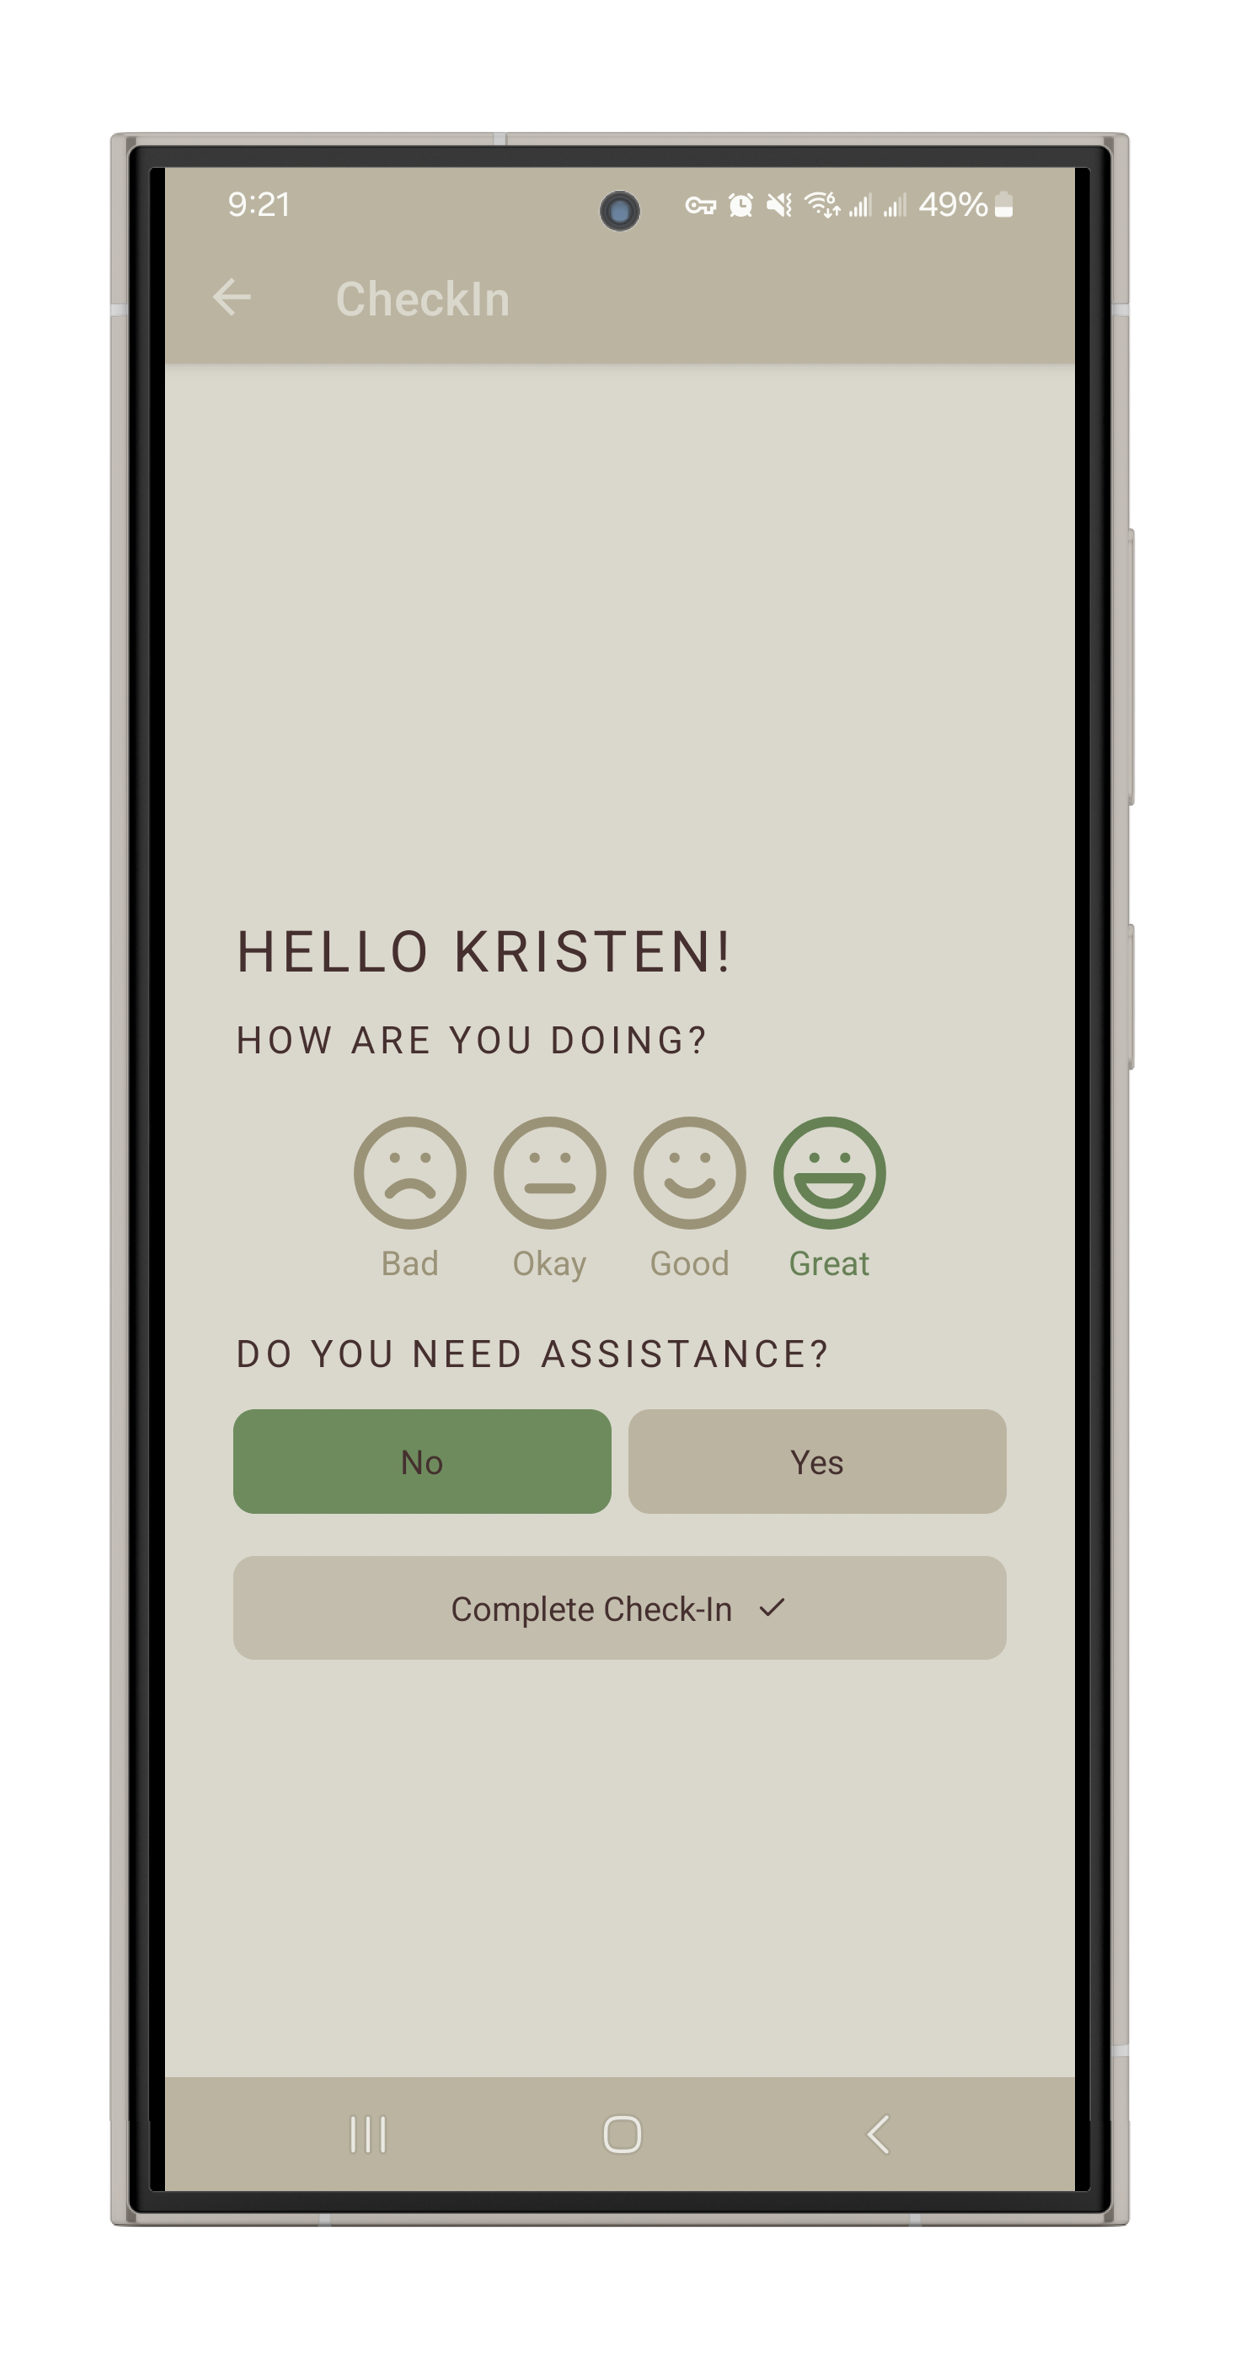 9:21 6 49%
CheckIn
HELLO KRISTEN!
HOW ARE YOU DOING?
Bad Okay Good Great
DO YOU NEED ASSISTANCE?
No Yes
Complete Check-In